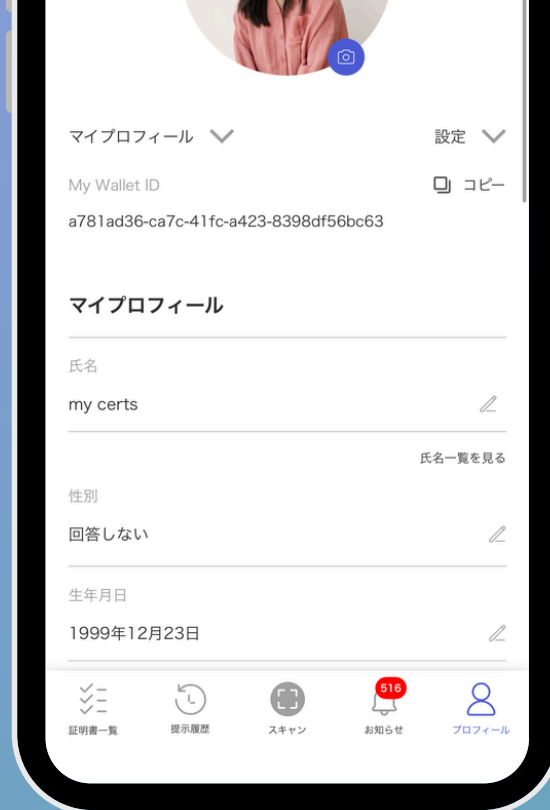 マイプロフィール 設定
My Wallet ID コピー
a781ad36-ca7c-41fc-a423-8398df56bc63
マイプロフィール
氏名
my certs
氏名一覧を見る
性別
回答しない
生年月日
1999年12月23日
516
証明書一覧 提示履歴 スキャン お知らせ プロフィール